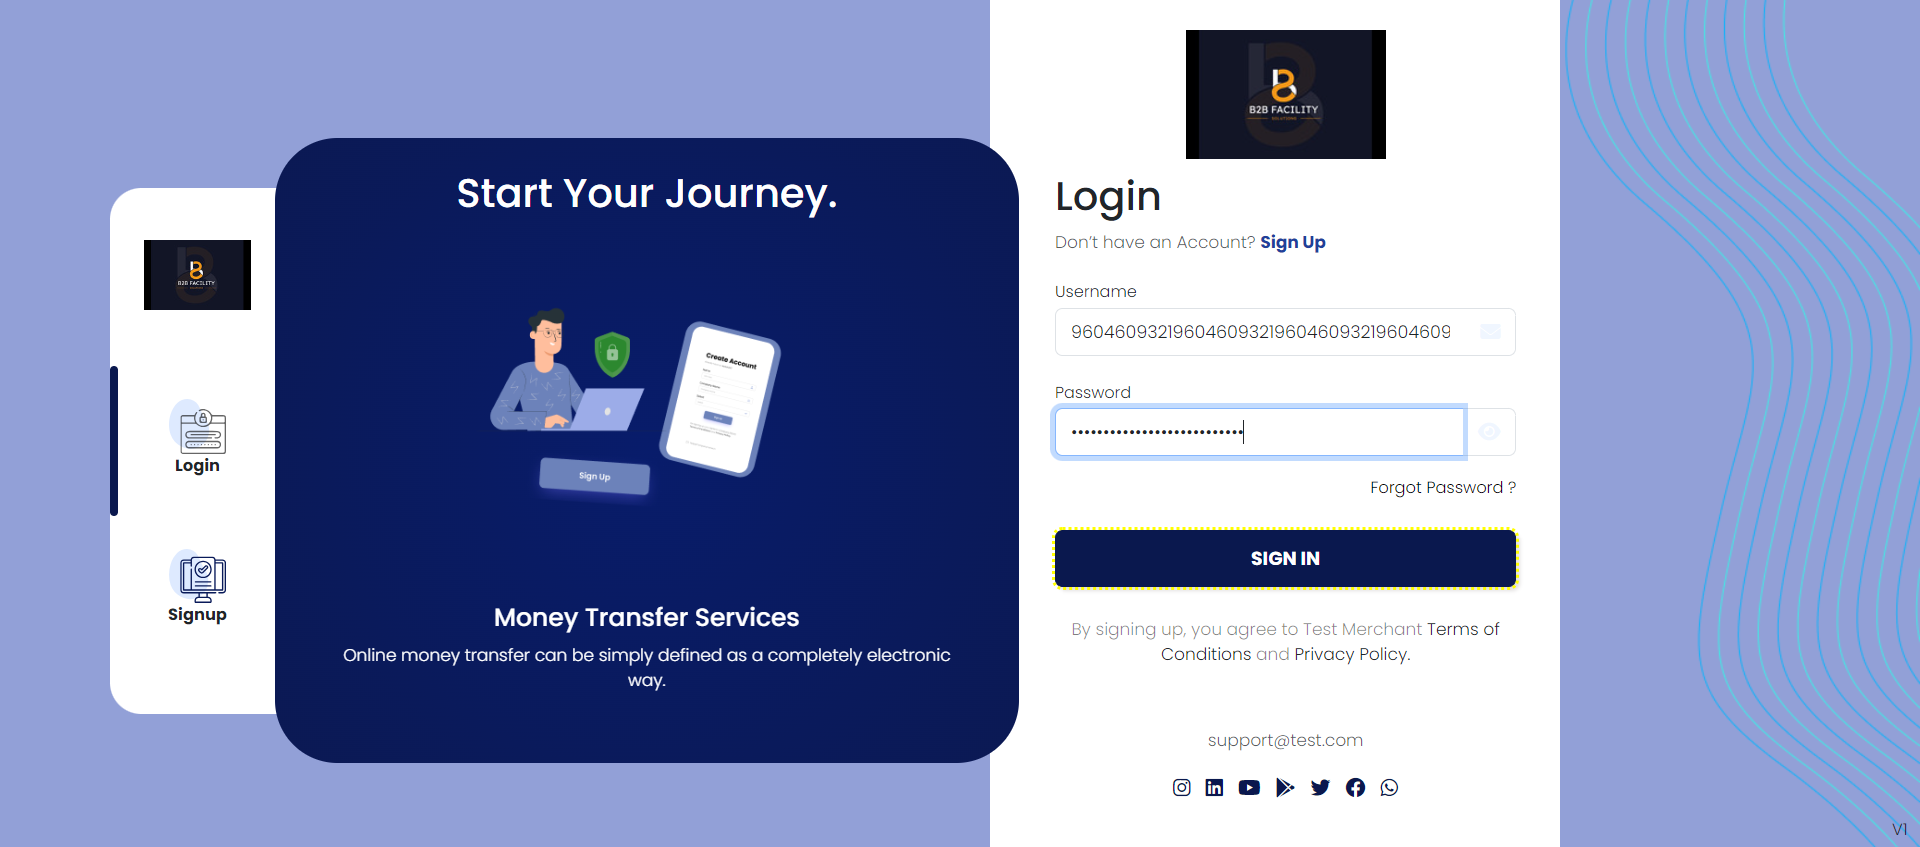 B2B FACILITY
Login
Signup
Start Your Journey.
Create Account
Sign Up
Money Transfer Services
Online money transfer can be simply defined as a completely electronic
way.
B2B FACILITY
SOLUTIONS
Login
Don't have an Account? Sign Up
Username
9604609321960460932196046093219604609
Password
•••••••••••••••••••••••••••
Forgot Password ?
SIGN IN
By signing up, you agree to Test Merchant Terms of
Conditions and Privacy Policy.
support@test.com
V1